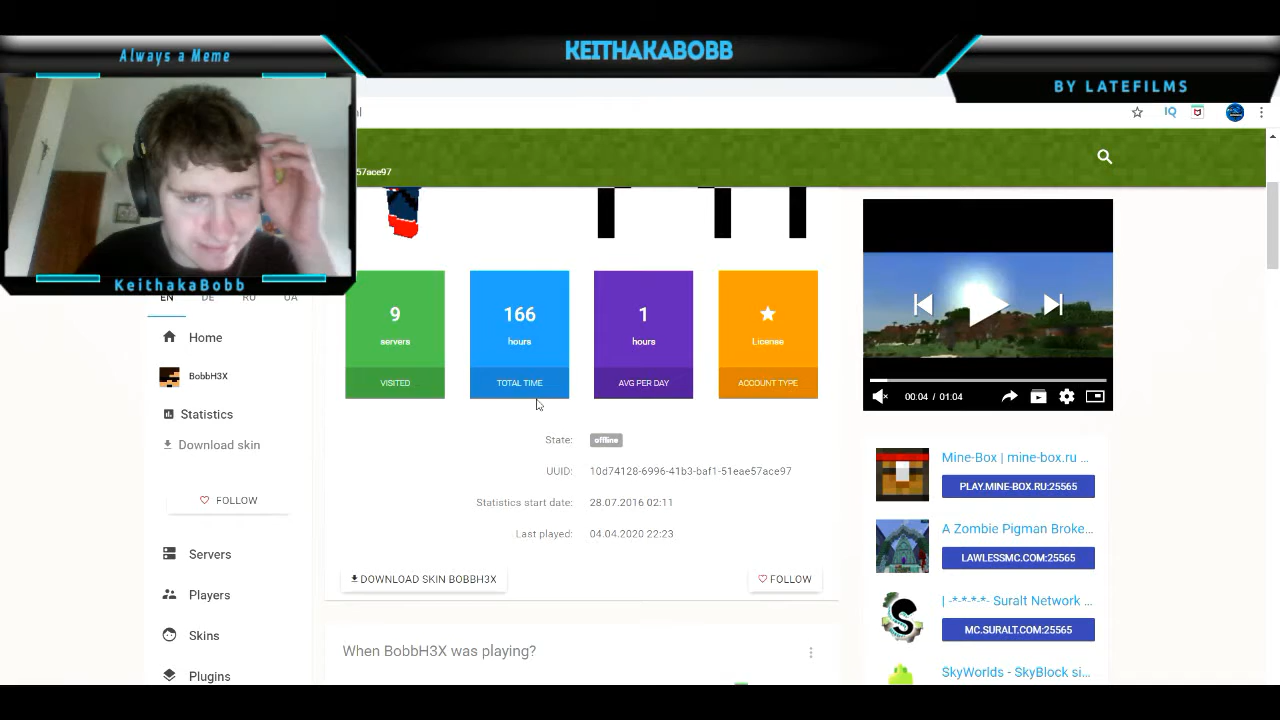 Always a Meme
KEITHAKABOBB
BY LATEFILMS
KeithakaBobb
IQ
57ace97
EN
Home
BobbH3X
Statistics
Download skin
FOLLOW
Servers
Players
Skins
Plugins
9
servers
VISITED
166
hours
TOTAL TIME
1
hours
AVG PER DAY
License
ACCOUNT TYPE
State: offline
UUID: 10d74128-6996-41b3-baf1-51eae57ace97
Statistics start date: 28.07.2016 02:11
Last played: 04.04.2020 22:23
DOWNLOAD SKIN BOBBH3X
FOLLOW
When BobbH3X was playing?
00:04 / 01:04
Mine-Box | mine-box.ru ...
PLAY.MINE-BOX.RU:25565
A Zombie Pigman Broke...
LAWLESSMC.COM:25565
| -*-*-*-*- Suralt Network ...
MC.SURALT.COM:25565
SkyWorlds - SkyBlock si...